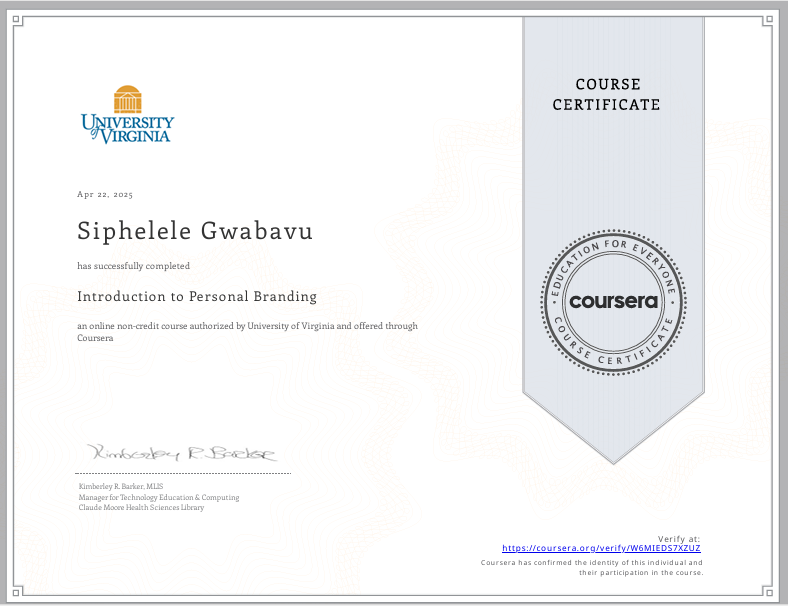 COURSE
CERTIFICATE
UNIVERSITY
of VIRGINIA
Apr 22, 2025
Siphelele Gwabavu
has successfully completed
Introduction to Personal Branding
an online non-credit course authorized by University of Virginia and offered through
Coursera
EDUCATION FOR EVERYONE
coursera
COURSE CERTIFICATE
Kimberley R. Barker
Kimberley R. Barker, MLIS
Manager for Technology Education & Computing
Claude Moore Health Sciences Library
Verify at:
https://coursera.org/verify/W6MIEDS7XZUZ
Coursera has confirmed the identity of this individual and
their participation in the course.